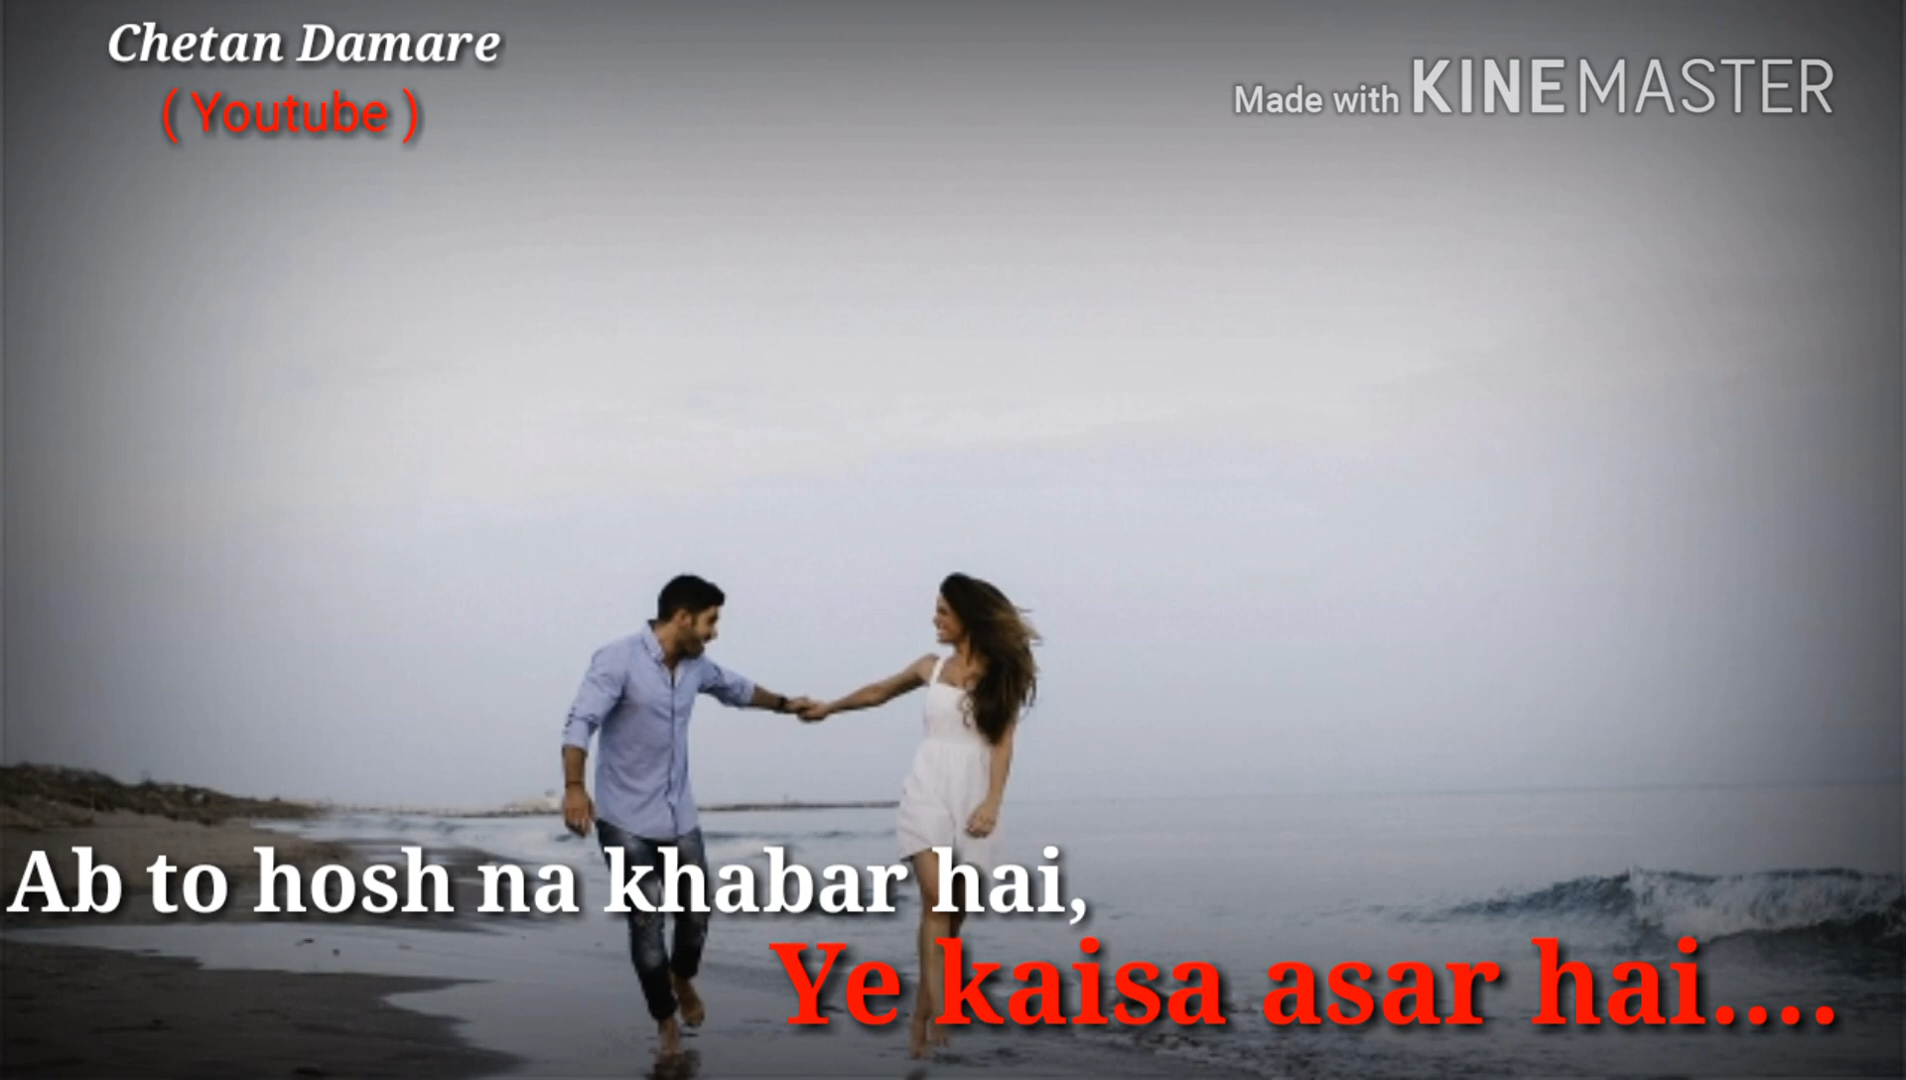 Chetan Damare
( Youtube )
Made with KINEMASTER
Ab to hosh na khabar hai,
Ye kaisa asar hai....